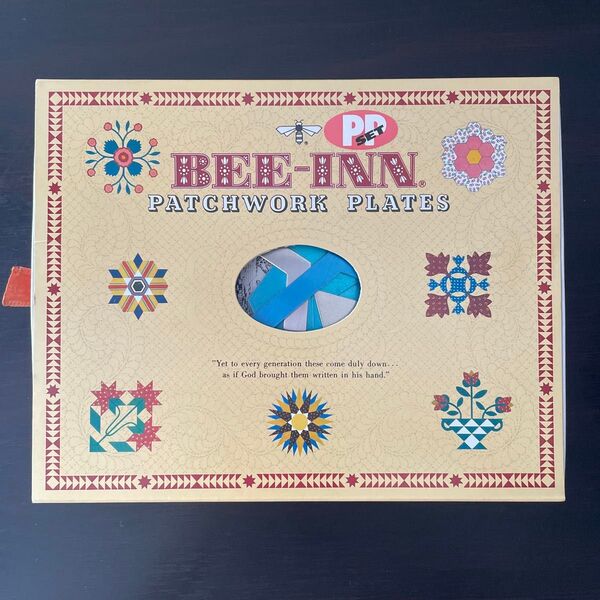 PP
SET
BEE-INN®
PATCHWORK PLATES
"Yet to every generation these come duly down...
as if God brought them written in his hand."